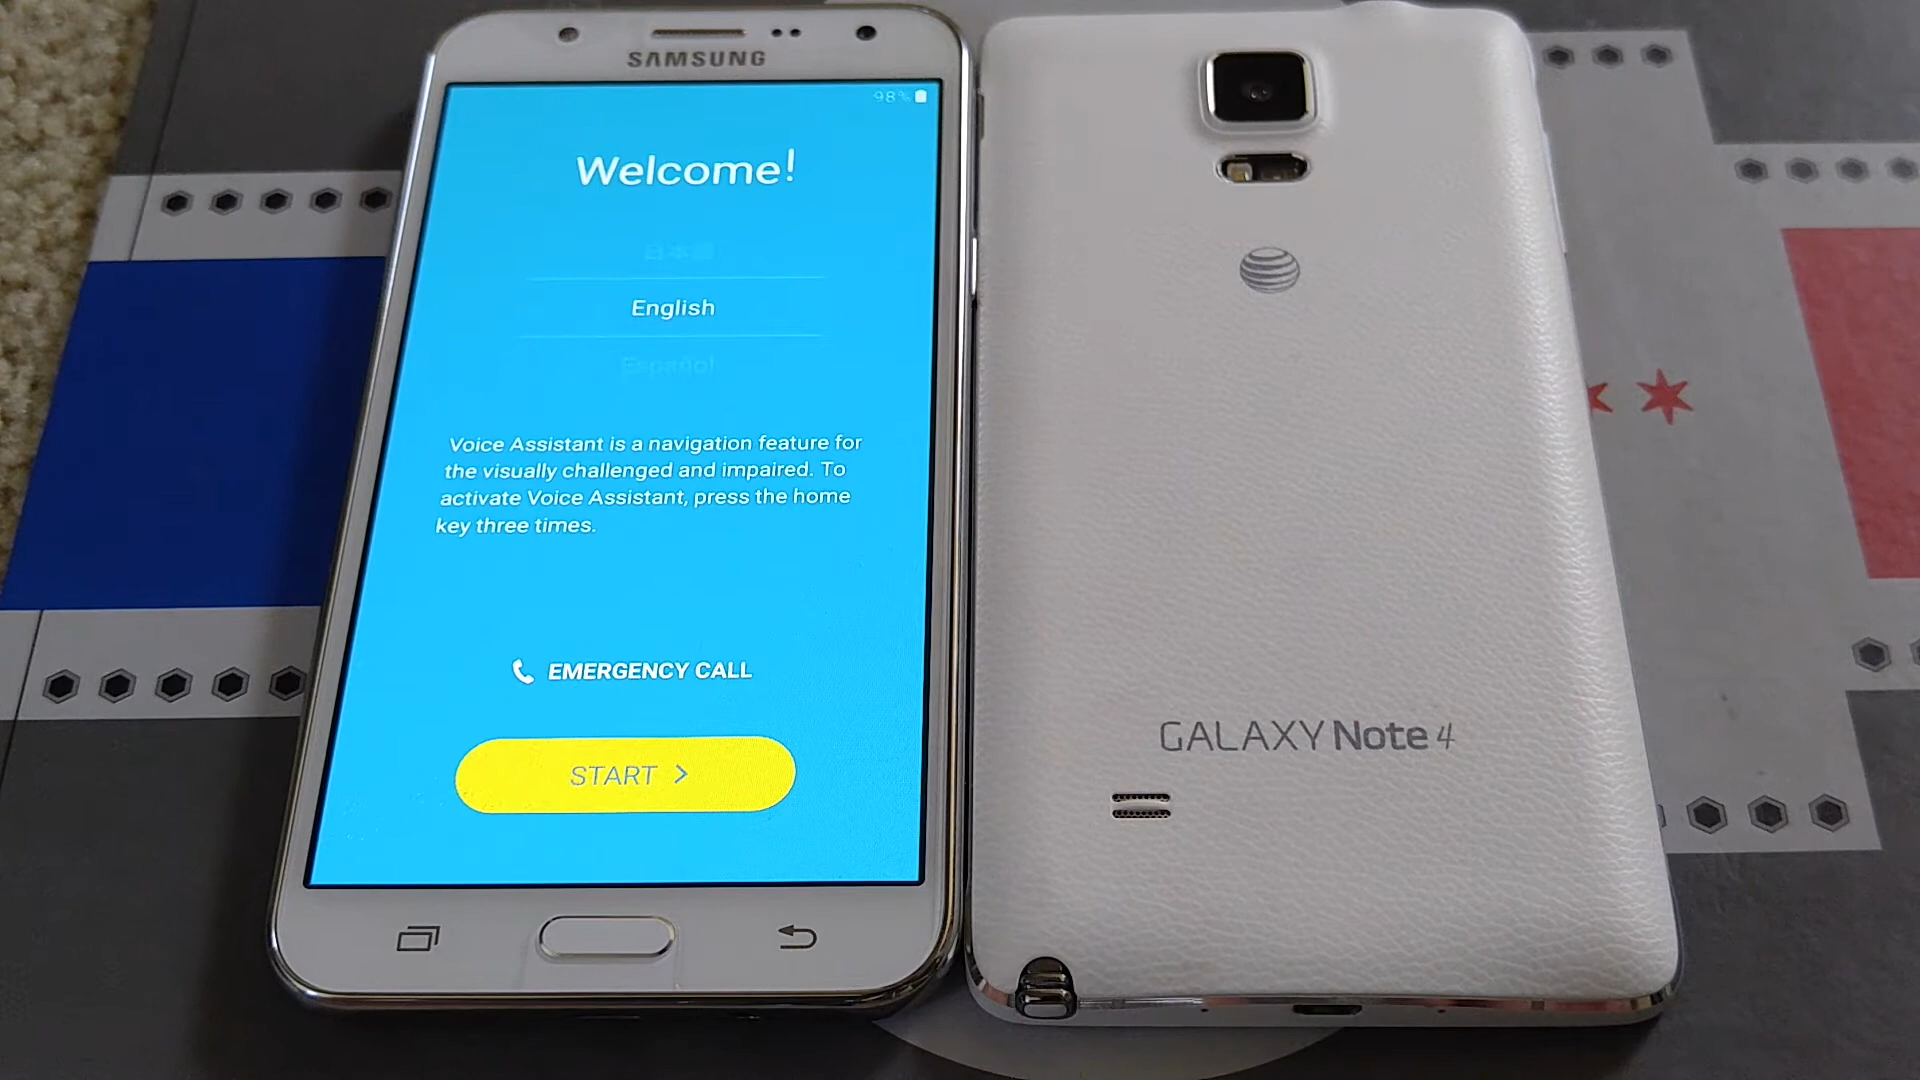 SAMSUNG
98%
Welcome!
English
Español
Voice Assistant is a navigation feature for
the visually challenged and impaired. To
activate Voice Assistant, press the home
key three times.
EMERGENCY CALL
START >
GALAXY Note 4